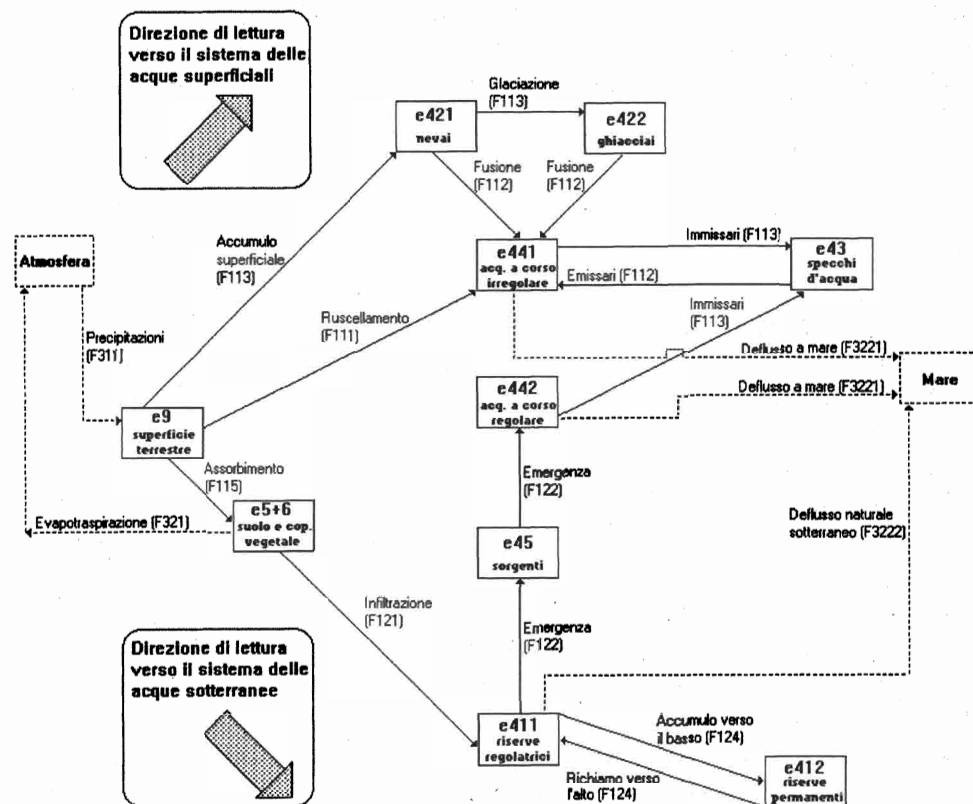 Direzione di lettura
verso il sistema delle
acque superficiali
Glaciazione
(F113)
e421
nevai
e422
ghiacciai
Fusione
(F112)
Fusione
(F112)
Accumulo
superficiale
(F113)
Atmosfera
e441
acq. a corso
irregolare
Immissari (F113)
Emissari (F112)
e43
specchi
d'acqua
Immissari
(F113)
Ruscellamento
(F111)
Precipitazioni
(F311)
Deflusso a mare (F3221)
Mare
Deflusso a mare (F3221)
e442
acq. a corso
regolare
e9
superficie
terrestre
Assorbimento
(F115)
Emergenza
(F122)
Evapotraspirazione (F321)
e5+6
suolo e cop.
vegetale
Deflusso naturale
sotterraneo (F3222)
e45
sorgenti
Infiltrazione
(F121)
Emergenza
(F122)
Direzione di lettura
verso il sistema delle
acque sotterranee
e411
riserve
regolatrici
Accumulo verso
il basso (F124)
Richiamo verso
l'alto (F124)
e412
riserve
permanenti